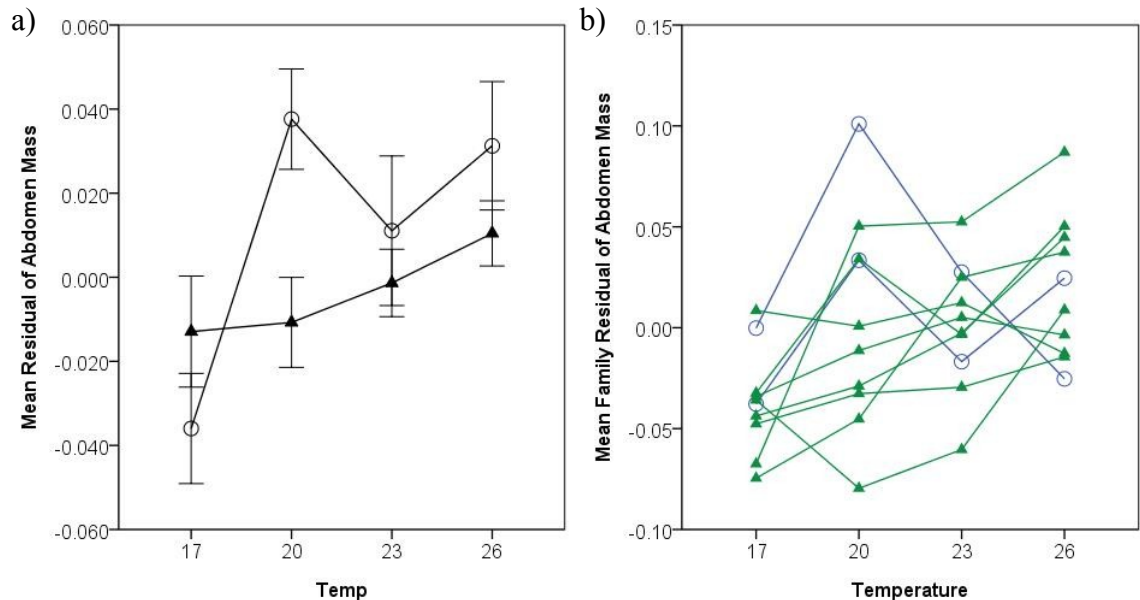 a)
Mean Residual of Abdomen Mass
0.060
0.040
0.020
0.000
-0.020
-0.040
-0.060
17 20 23 26
Temp
b)
Mean Family Residual of Abdomen Mass
0.15
0.10
0.05
0.00
-0.05
-0.10
17 20 23 26
Temperature